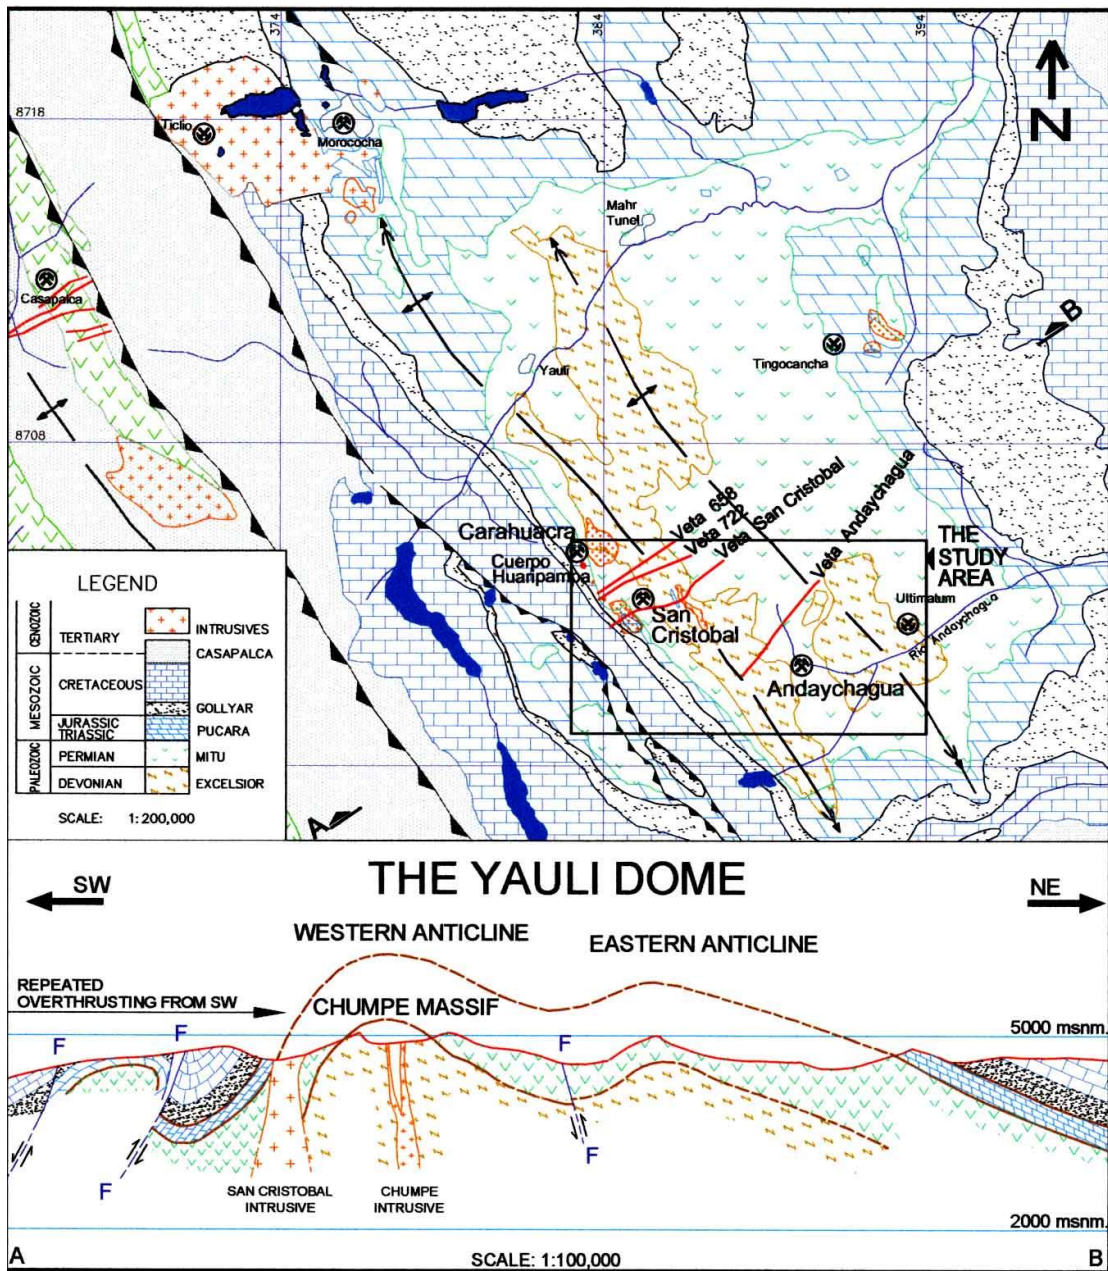 374
384
394
N
8718
Ticlio
Morococha
Mahr
Tunel
Casapalca
B
Tingocancha
Yauli
8708
Veta 658
Veta 722
Veta San Cristobal
Veta Andaychagua
Carahuacra
Cuerpo
Huaripampa
THE
STUDY
AREA
Ultimatum
San
Cristobal
Rio Andaychagua
Andaychagua
LEGEND
CENOZOIC
TERTIARY
INTRUSIVES
CASAPALCA
MESOZOIC
CRETACEOUS
GOLLYAR
JURASSIC
TRIASSIC
PUCARA
PALEOZOIC
PERMIAN
MITU
DEVONIAN
EXCELSIOR
SCALE: 1:200,000
A
THE YAULI DOME
SW
NE
WESTERN ANTICLINE
EASTERN ANTICLINE
REPEATED
OVERTHRUSTING FROM SW
CHUMPE MASSIF
5000 msnm.
F
F
F
F
F
SAN CRISTOBAL
INTRUSIVE
CHUMPE
INTRUSIVE
2000 msnm.
A
SCALE: 1:100,000
B